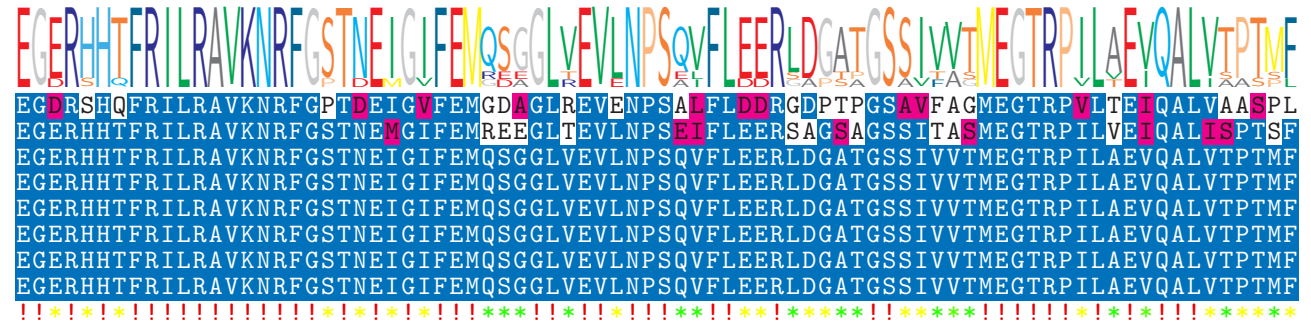 EGERHHTFRILRAVKNRFGSTNEIGIFEMQSGGLVEVLNPSQVFLEERLDGATGSSIVVTMEGTRPILAEVQALVTPTMF
EGDRSHQFRILRAVKNRFGPTDEIGVFEMGDAGLREVENPSALFLDDRGDPTPGSAVFAGMEGTRPVLTEIQALVAASPL
EGERHHTFRILRAVKNRFGSTNEMGIFEMREEGLTEVLNPSEIFLEERSAGSAGSSITASMEGTRPILVEIQALISPTSF
EGERHHTFRILRAVKNRFGSTNEIGIFEMQSGGLVEVLNPSQVFLEERLDGATGSSIVVTMEGTRPILAEVQALVTPTMF
EGERHHTFRILRAVKNRFGSTNEIGIFEMQSGGLVEVLNPSQVFLEERLDGATGSSIVVTMEGTRPILAEVQALVTPTMF
EGERHHTFRILRAVKNRFGSTNEIGIFEMQSGGLVEVLNPSQVFLEERLDGATGSSIVVTMEGTRPILAEVQALVTPTMF
EGERHHTFRILRAVKNRFGSTNEIGIFEMQSGGLVEVLNPSQVFLEERLDGATGSSIVVTMEGTRPILAEVQALVTPTMF
EGERHHTFRILRAVKNRFGSTNEIGIFEMQSGGLVEVLNPSQVFLEERLDGATGSSIVVTMEGTRPILAEVQALVTPTMF
!!*!*!*!!!!!!!!!!!!*!*!*!*!!!***!!*!!*!!!**!!**!*****!!*****!!!!!!*!*!*!!!******